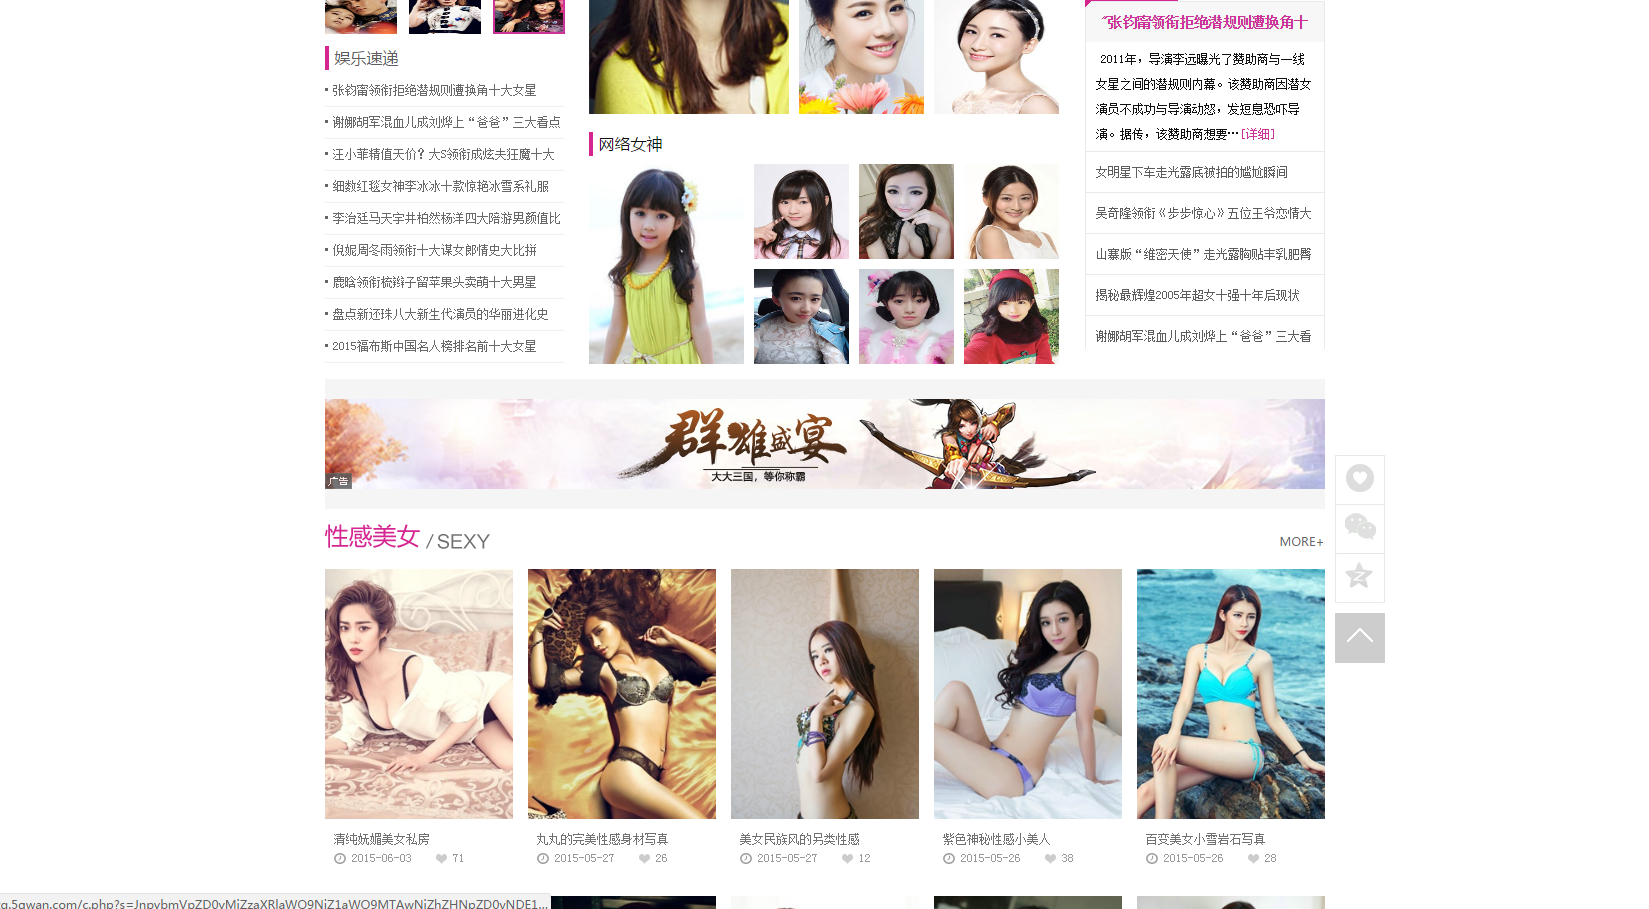 娱乐速递
张钧甯领衔拒绝潜规则遭换角十大女星
谢娜胡军混血儿成刘烨上“爸爸”三大看点
汪小菲精值天价？大S领衔成炫夫狂魔十大
细数红毯女神李冰冰十款惊艳冰雪系礼服
李治廷马天宇井柏然杨洋四大陪游男颜值比
倪妮周冬雨领衔十大谋女郎情史大比拼
鹿晗领衔梳辫子留苹果头卖萌十大男星
盘点新还珠八大新生代演员的华丽进化史
2015福布斯中国名人榜排名前十大女星
网络女神
“张钧甯领衔拒绝潜规则遭换角十
2011年，导演李远曝光了赞助商与一线
女星之间的潜规则内幕。该赞助商因潜女
演员不成功与导演动怒，发短息恐吓导
演。据传，该赞助商想要…[详细]
女明星下车走光露底被拍的尴尬瞬间
吴奇隆领衔《步步惊心》五位王爷恋情大
山寨版“维密天使”走光露胸贴丰乳肥臀
揭秘最辉煌2005年超女十强十年后现状
谢娜胡军混血儿成刘烨上“爸爸”三大看
群雄盛宴
大大三国，等你称霸
广告
性感美女 / SEXY
MORE+
清纯妩媚美女私房
2015-06-03 71
丸丸的完美性感身材写真
2015-05-27 26
美女民族风的另类性感
2015-05-27 12
紫色神秘性感小美人
2015-05-26 38
百变美女小雪岩石写真
2015-05-26 28